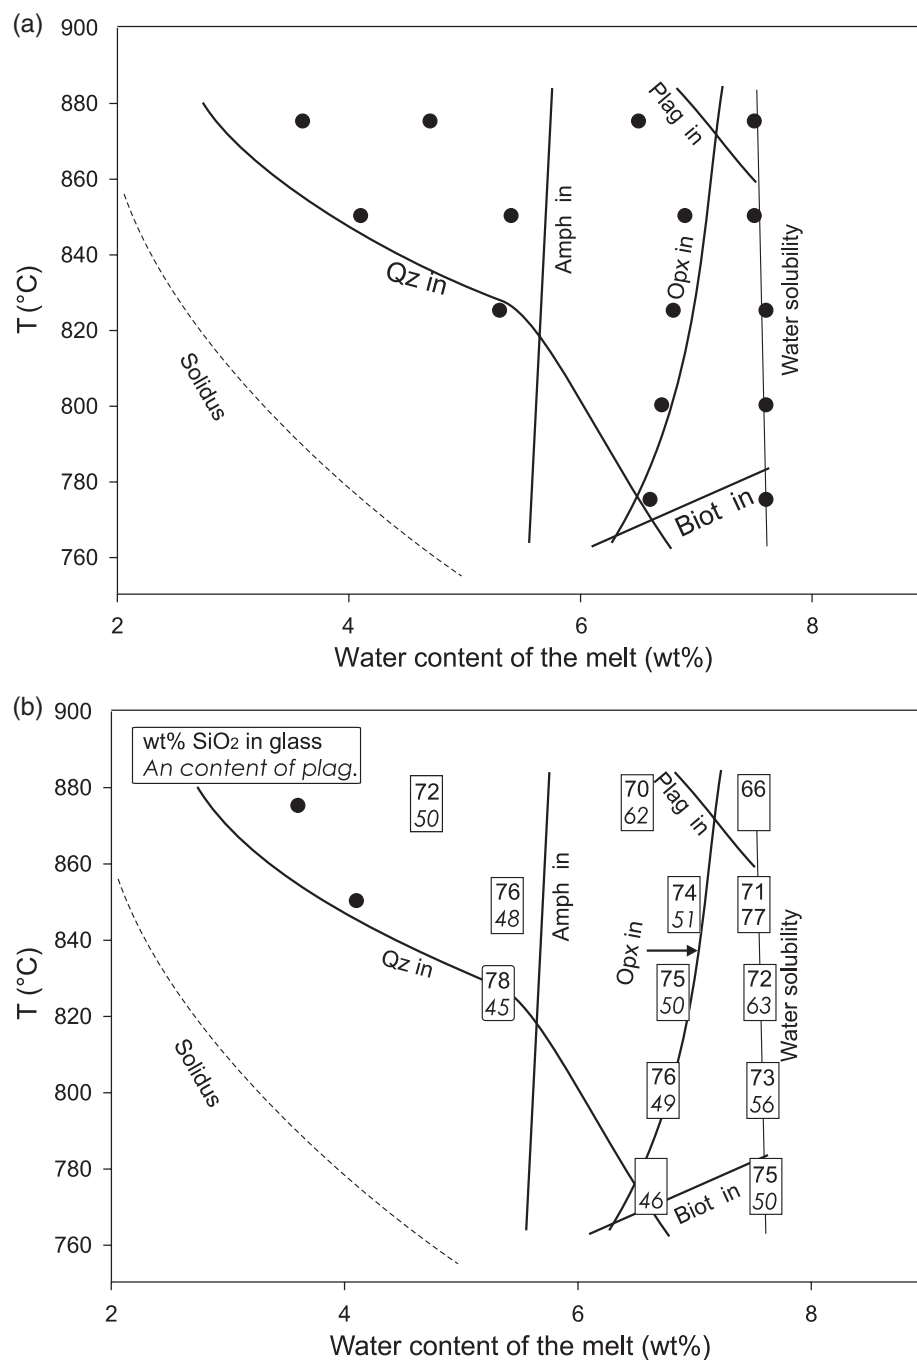 (a)
900
880
860
840
820
800
780
760
T (°C)
Plag in
Amph in
Opx in
Qz in
Water solubility
Solidus
Biot in
2
4
6
8
Water content of the melt (wt%)
(b)
900
880
860
840
820
800
780
760
T (°C)
wt% SiO2 in glass
An content of plag.
72
50
70
62
Plag in
66
Amph in
76
48
74
51
71
77
Opx in
Qz in
78
45
75
50
72
63
Water solubility
Solidus
76
49
73
56
46
Biot in
75
50
2
4
6
8
Water content of the melt (wt%)